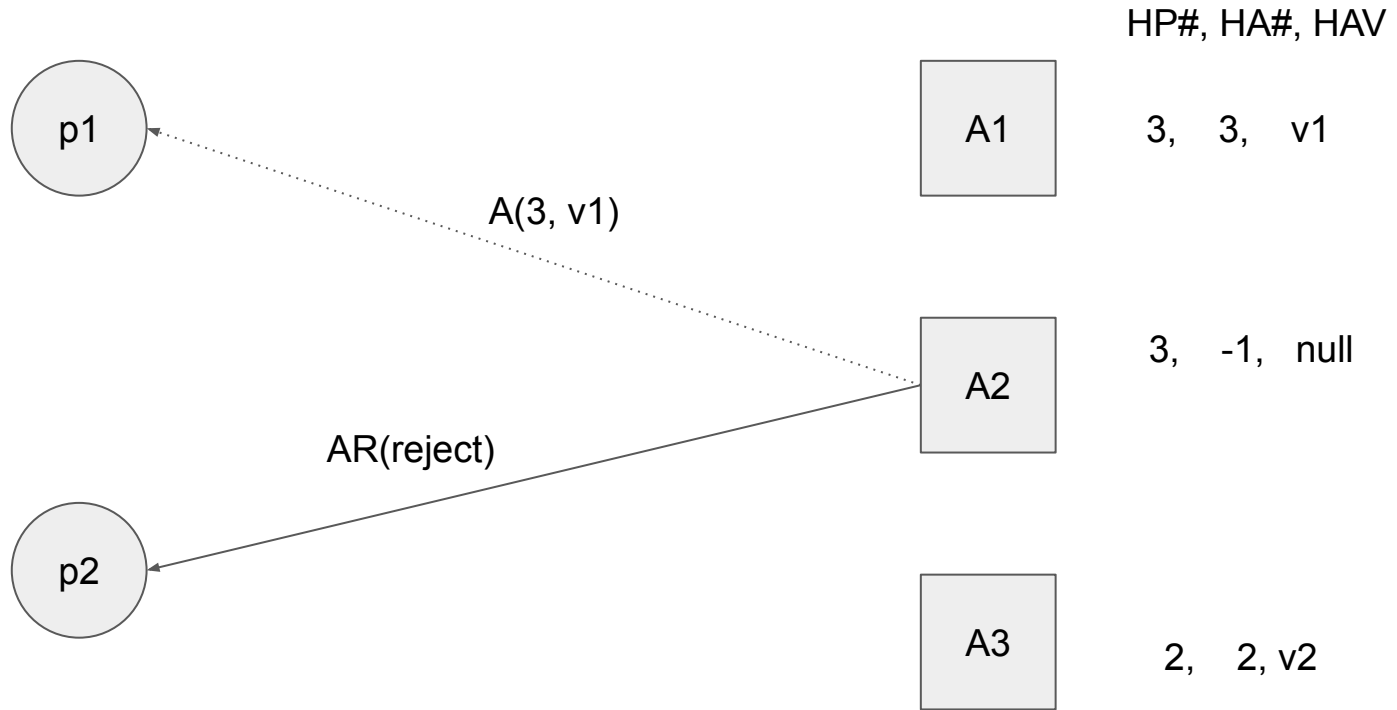 HP#, HA#, HAV
p1
A1
3, 3, v1
A(3, v1)
3, -1, null
A2
AR(reject)
p2
A3
2, 2, v2